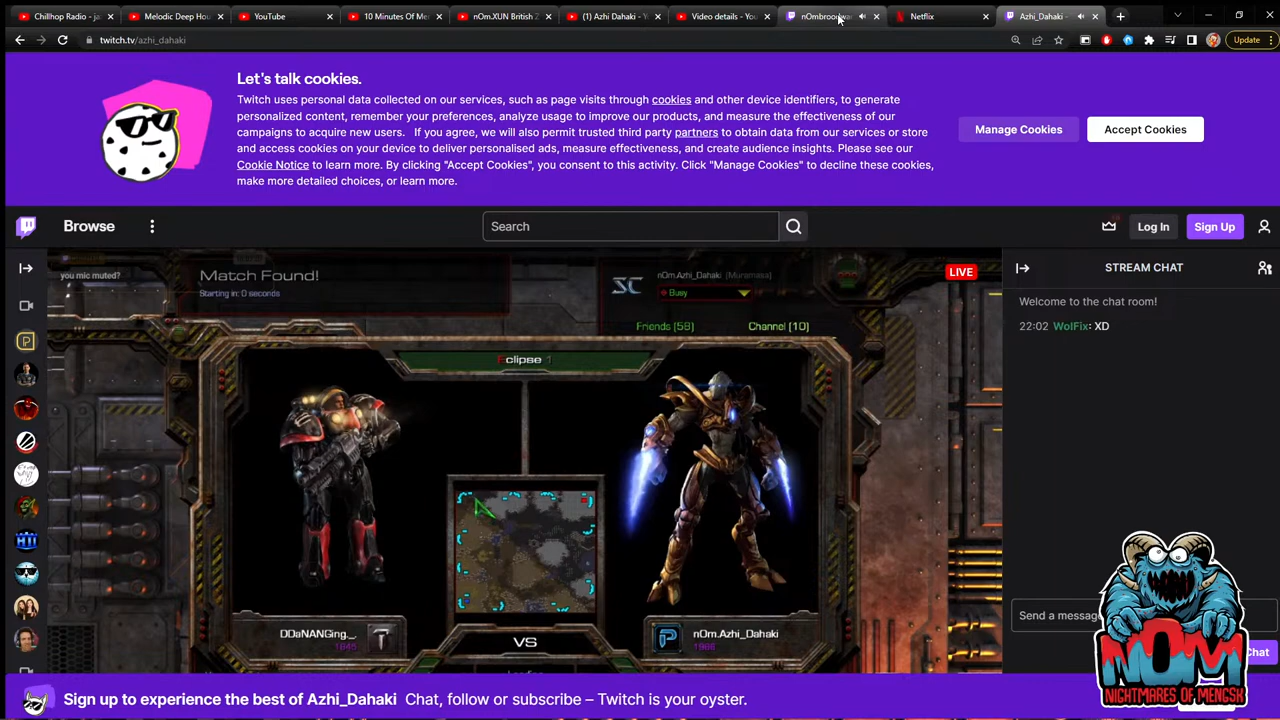 Chillhop Radio - ja
Melodic Deep Hou
YouTube
10 Minutes Of Me
nOm.XUN British Z
(1) Azhi Dahaki - Y
Video details - You
nOmbroodwar
Netflix
Azhi_Dahaki -
twitch.tv/azhi_dahaki
Update
Let's talk cookies.
Twitch uses personal data collected on our services, such as page visits through cookies and other device identifiers, to generate
personalized content, remember your preferences, analyze usage to improve our products, and measure the effectiveness of our
campaigns to acquire new users. If you agree, we will also permit trusted third party partners to obtain data from our services or store
and access cookies on your device to deliver personalised ads, measure effectiveness, and create audience insights. Please see our
Cookie Notice to learn more. By clicking "Accept Cookies", you consent to this activity. Click "Manage Cookies" to decline these cookies,
make more detailed choices, or learn more.
Manage Cookies
Accept Cookies
Browse
Search
Log In
Sign Up
you mic muted?
Match Found!
Starting in: 0 seconds
nOm.Azhi_Dahaki (Muramasa)
Busy
Friends [58]
Channel [10]
LIVE
STREAM CHAT
Welcome to the chat room!
22:02 WolFix: XD
Eclipse 1
DDaNANGing._
1845
VS
nOm.Azhi_Dahaki
1966
Send a message
Chat
NOM
NIGHTMARES OF MENGSK
Sign up to experience the best of Azhi_Dahaki Chat, follow or subscribe – Twitch is your oyster.